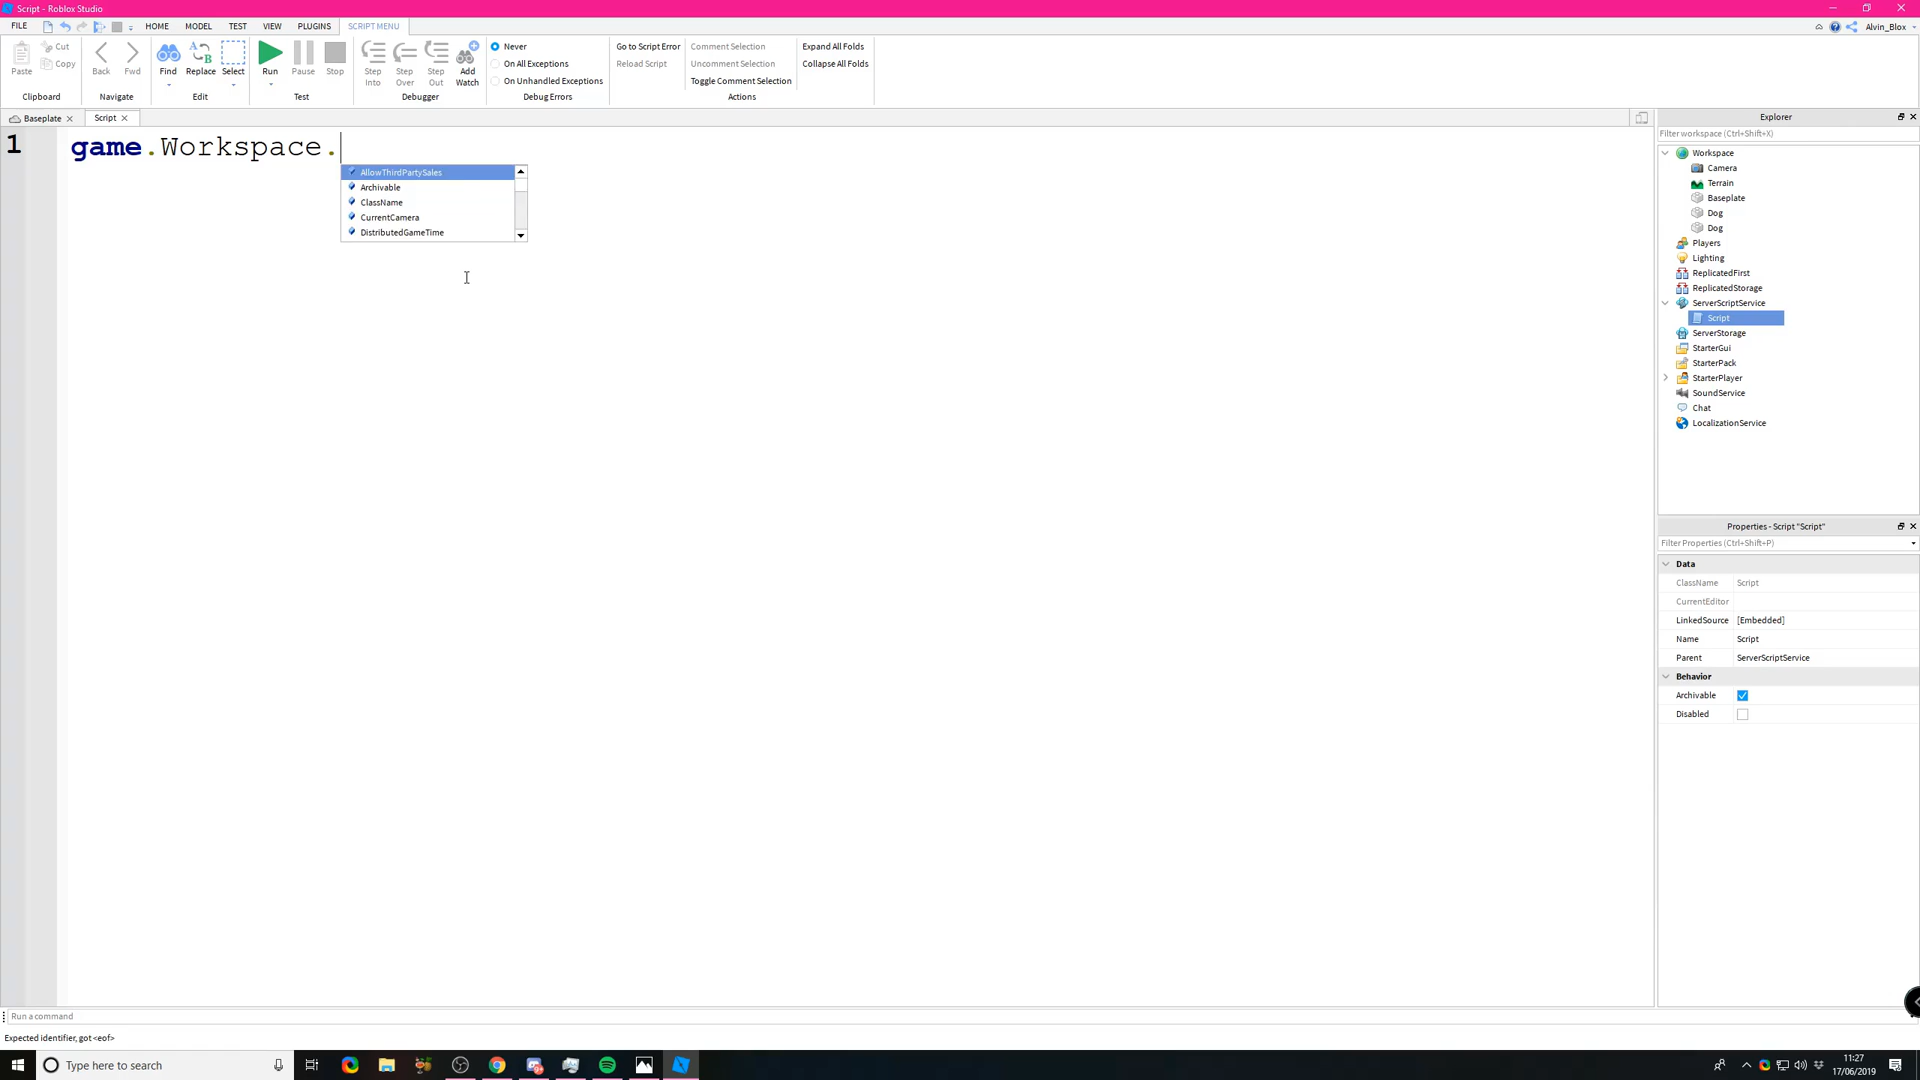 Script - Roblox Studio
FILE HOME MODEL TEST VIEW PLUGINS SCRIPT MENU Alvin_Blox
Paste Cut Copy
Clipboard
Back Fwd
Navigate
Find Replace Select
Edit
Run Pause Stop
Test
Step Into Step Over Step Out Add Watch
Debugger
Never
On All Exceptions
On Unhandled Exceptions
Debug Errors
Go to Script Error
Reload Script
Comment Selection
Uncomment Selection
Toggle Comment Selection
Actions
Expand All Folds
Collapse All Folds
Baseplate Script
1 game.Workspace.
AllowThirdPartySales
Archivable
ClassName
CurrentCamera
DistributedGameTime
Explorer
Filter workspace (Ctrl+Shift+X)
Workspace
Camera
Terrain
Baseplate
Dog
Dog
Players
Lighting
ReplicatedFirst
ReplicatedStorage
ServerScriptService
Script
ServerStorage
StarterGui
StarterPack
StarterPlayer
SoundService
Chat
LocalizationService
Properties - Script "Script"
Filter Properties (Ctrl+Shift+P)
Data
ClassName Script
CurrentEditor
LinkedSource [Embedded]
Name Script
Parent ServerScriptService
Behavior
Archivable
Disabled
Run a command
Expected identifier, got <eof>
Type here to search
11:27
17/06/2019